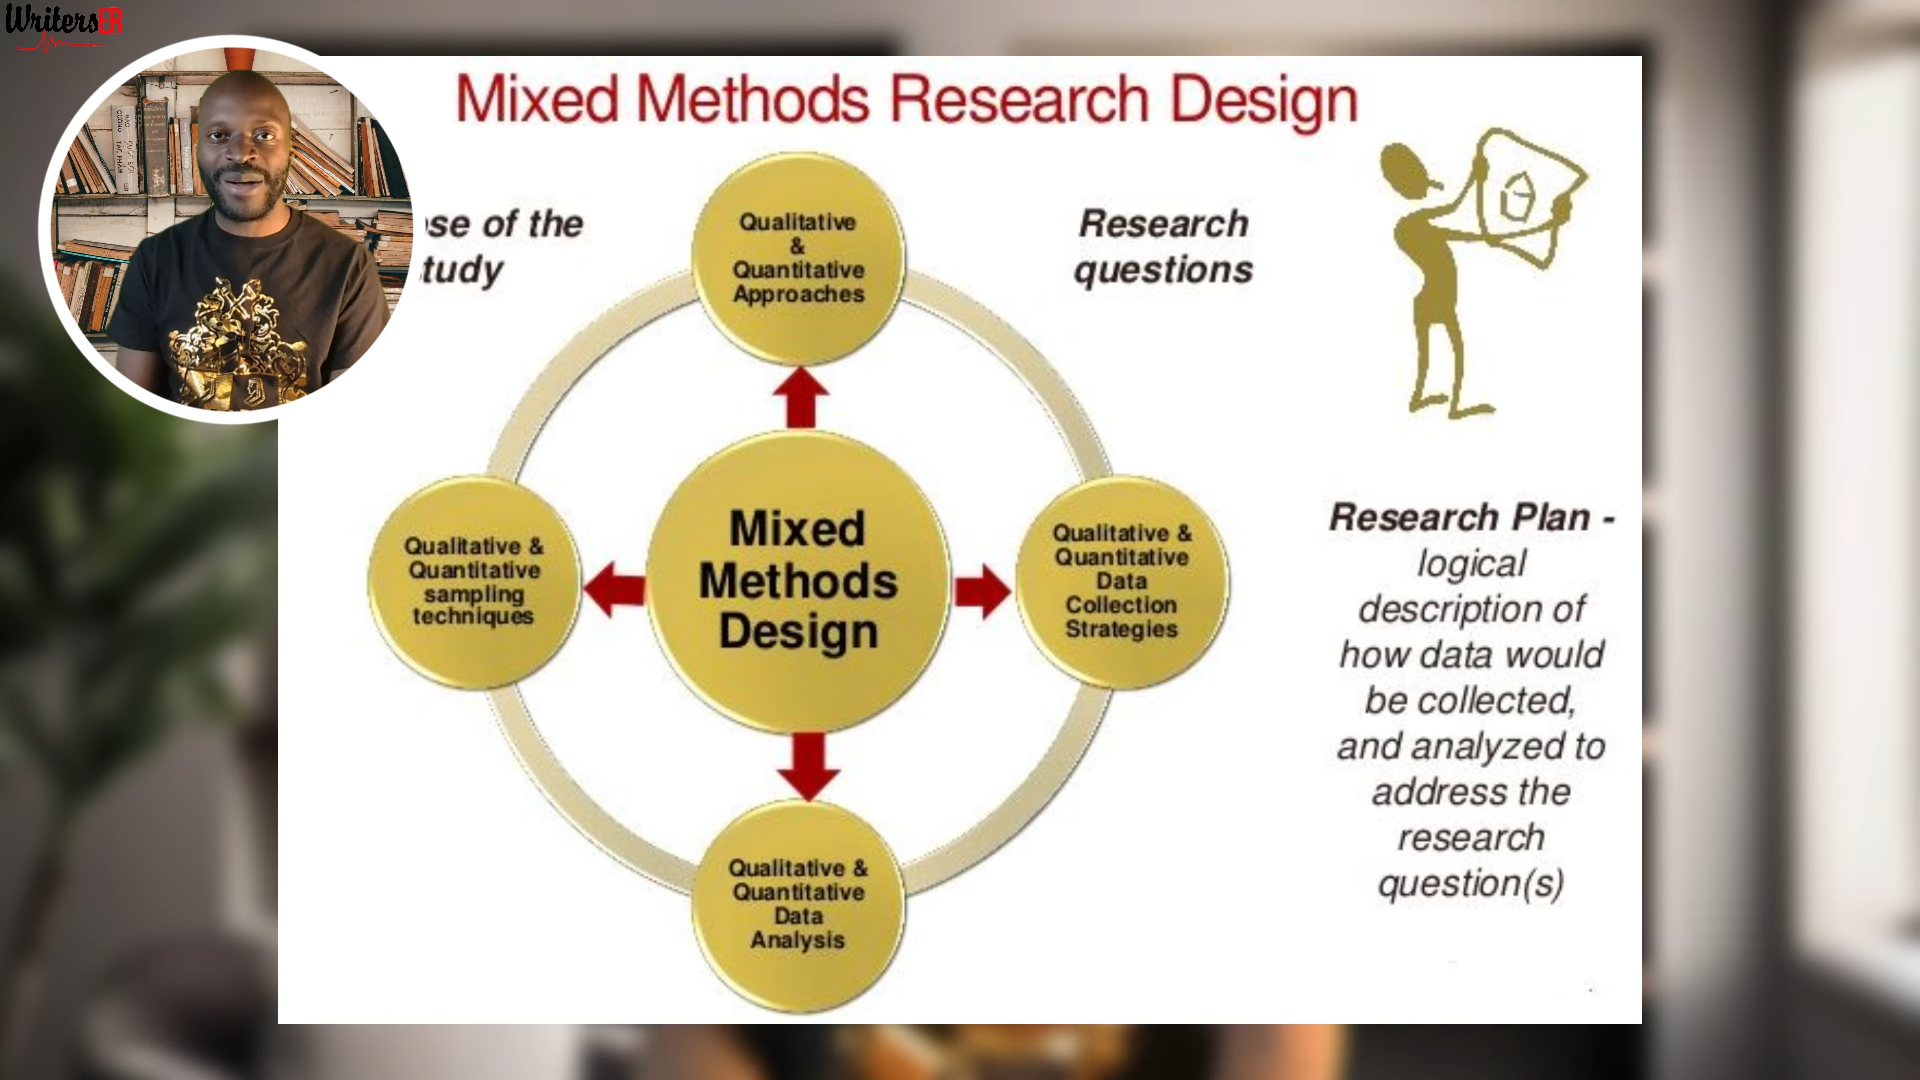 WritersER
Mixed Methods Research Design
se of the
tudy
Research
questions
Qualitative
&
Quantitative
Approaches
Qualitative &
Quantitative
sampling
techniques
Mixed
Methods
Design
Qualitative &
Quantitative
Data
Collection
Strategies
Qualitative &
Quantitative
Data
Analysis
Research Plan -
logical
description of
how data would
be collected,
and analyzed to
address the
research
question(s)